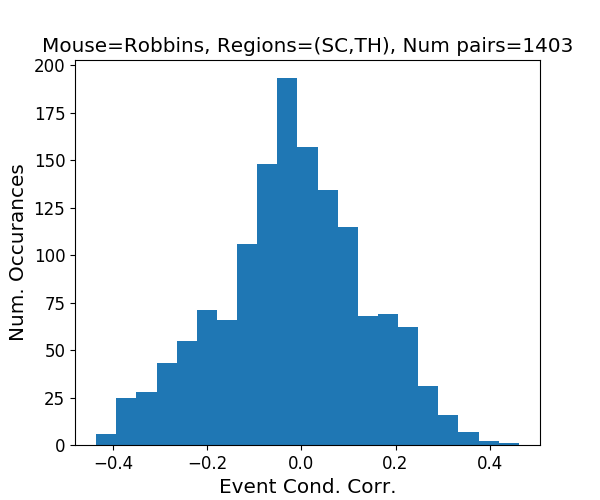 Mouse=Robbins, Regions=(SC,TH), Num pairs=1403
200
175
150
125
100
75
50
25
0
Num. Occurances
−0.4 −0.2 0.0 0.2 0.4
Event Cond. Corr.